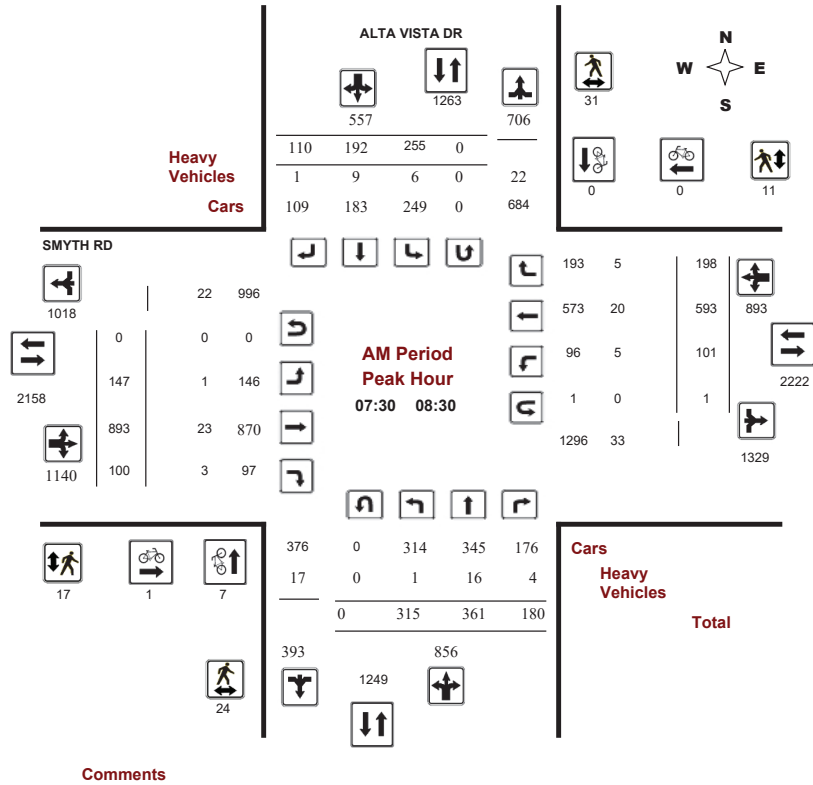 ALTA VISTA DR
N
W E
S
1263
31
557 706
110 192 255 0
Heavy
Vehicles
1 9 6 0 22
0 0 11
Cars 109 183 249 0 684
SMYTH RD
1018 22 996
193 5 198
893
0 0 0
573 20 593
2158
AM Period
Peak Hour
07:30 08:30
147 1 146
96 5 101
2222
893 23 870
1 0 1
1140
100 3 97
1296 33 1329
376 0 314 345 176 Cars
17 0 1 16 4 Heavy
Vehicles
17 1 7
0 315 361 180 Total
393 856
1249
24
Comments